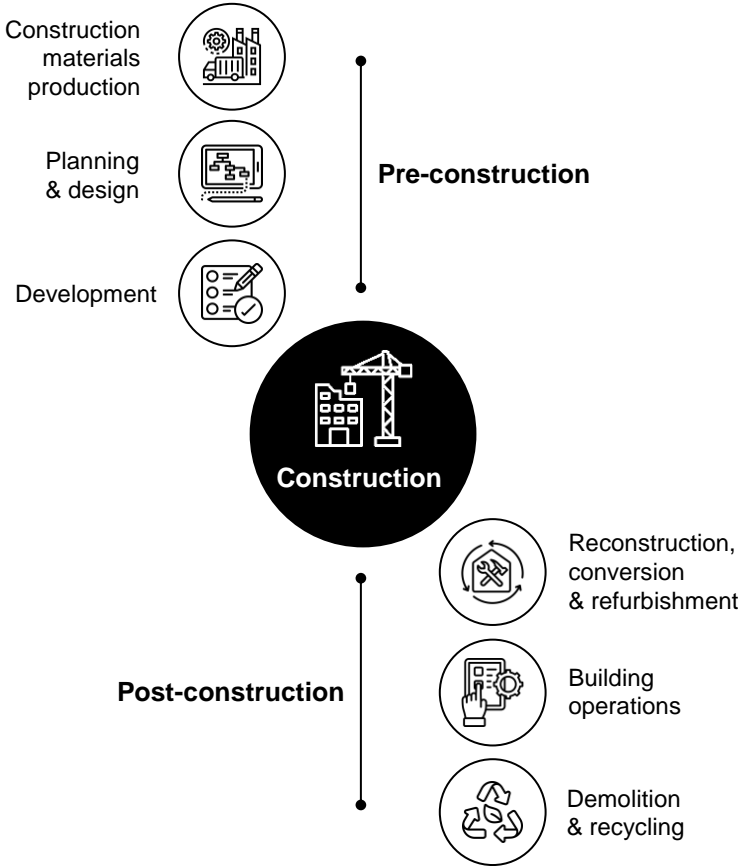 Construction
materials
production
Planning
& design
Pre-construction
Development
Construction
Reconstruction,
conversion
& refurbishment
Post-construction
Building
operations
Demolition
& recycling